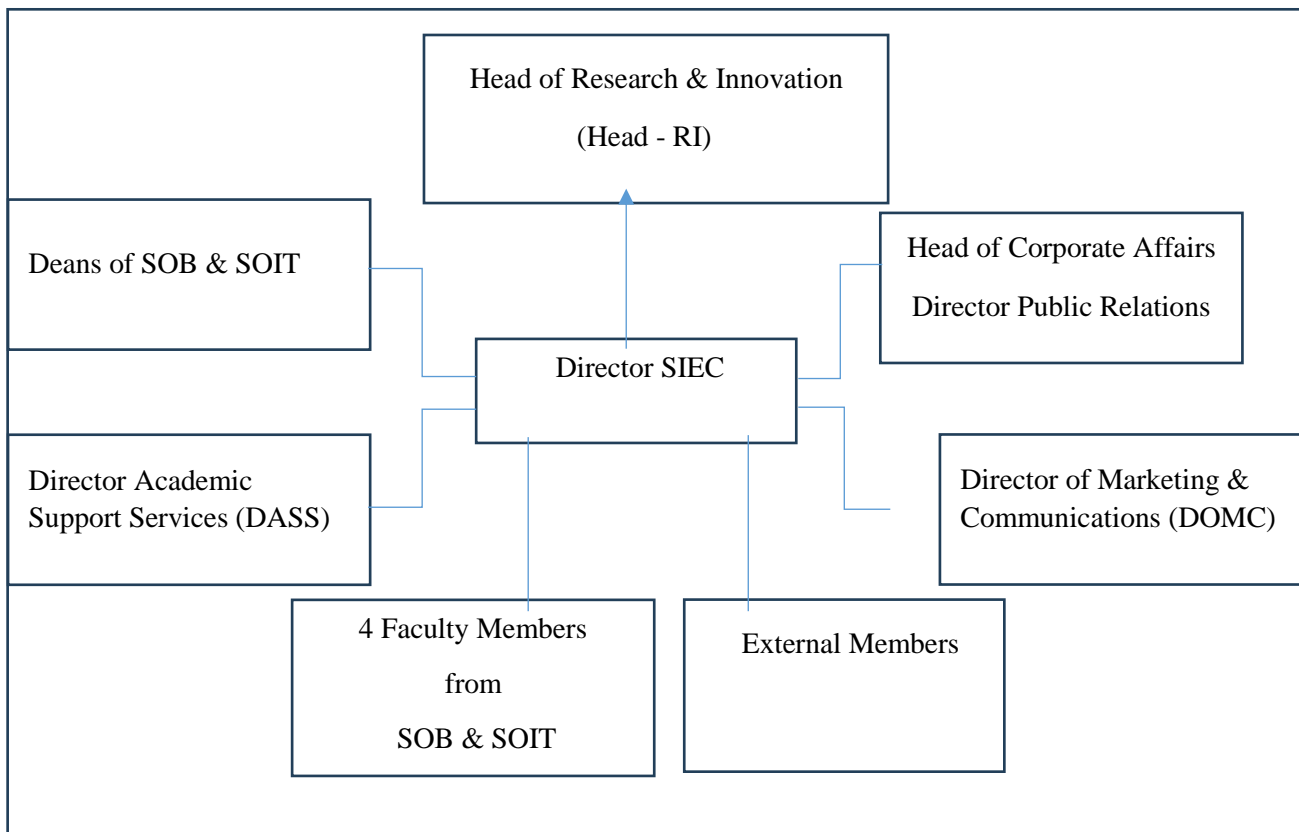 Head of Research & Innovation
(Head - RI)
Deans of SOB & SOIT
Head of Corporate Affairs
Director Public Relations
Director SIEC
Director Academic
Support Services (DASS)
Director of Marketing &
Communications (DOMC)
4 Faculty Members
from
SOB & SOIT
External Members